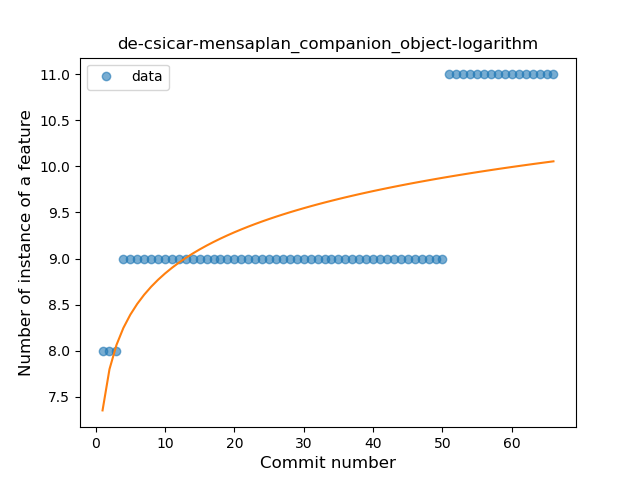 de-csicar-mensaplan_companion_object-logarithm
data
Number of instance of a feature
11.0
10.5
10.0
9.5
9.0
8.5
8.0
7.5
0 10 20 30 40 50 60
Commit number